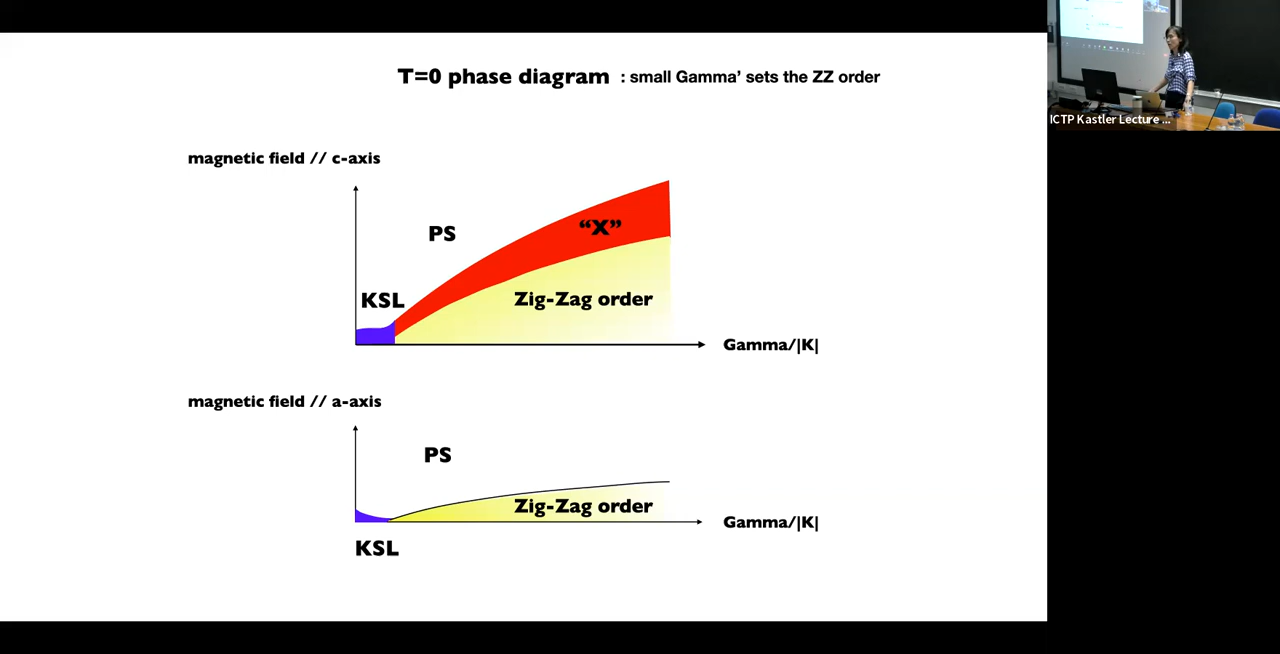 T=0 phase diagram : small Gamma’ sets the ZZ order
ICTP Kastler Lecture ...
magnetic field // c-axis
PS
“X”
KSL
Zig-Zag order
Gamma/|K|
magnetic field // a-axis
PS
Zig-Zag order
Gamma/|K|
KSL